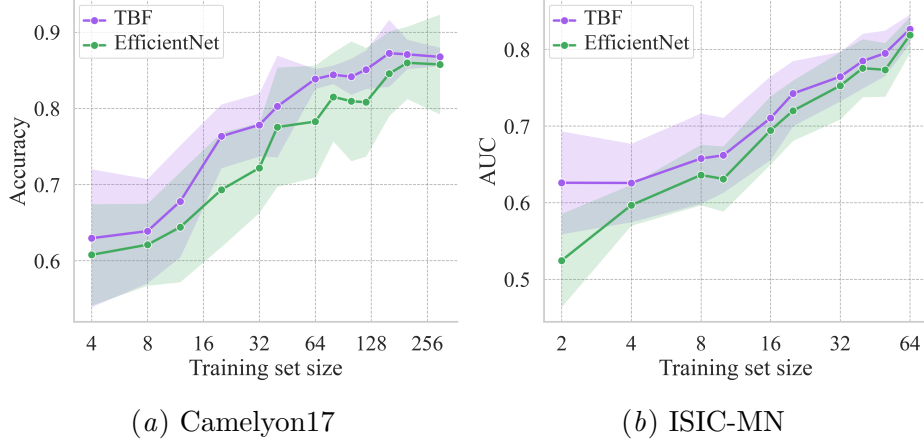 TBF
EfficientNet
Accuracy
0.9
0.8
0.7
0.6
4 8 16 32 64 128 256
Training set size
(a) Camelyon17
TBF
EfficientNet
AUC
0.8
0.7
0.6
0.5
2 4 8 16 32 64
Training set size
(b) ISIC-MN